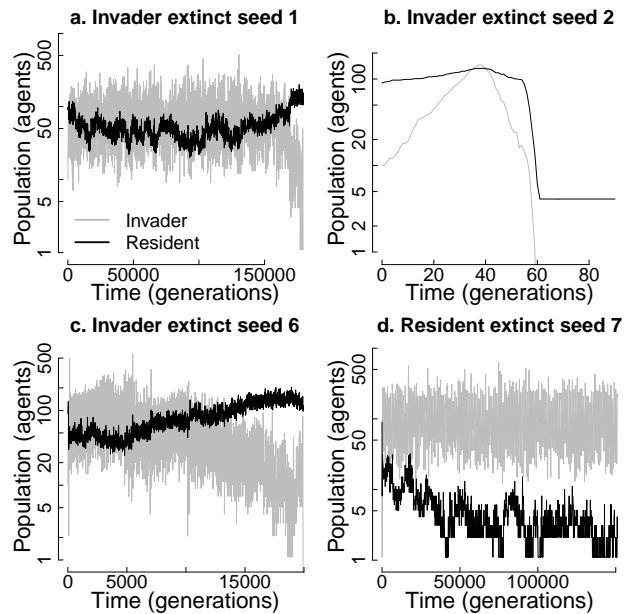 a. Invader extinct seed 1
Population (agents)
500
50
5
1
Invader
Resident
0 50000 150000
Time (generations)
b. Invader extinct seed 2
Population (agents)
100
20
5
2
1
0 20 40 60 80
Time (generations)
c. Invader extinct seed 6
Population (agents)
500
100
20
5
1
0 5000 15000
Time (generations)
d. Resident extinct seed 7
Population (agents)
500
50
5
1
0 50000 100000
Time (generations)